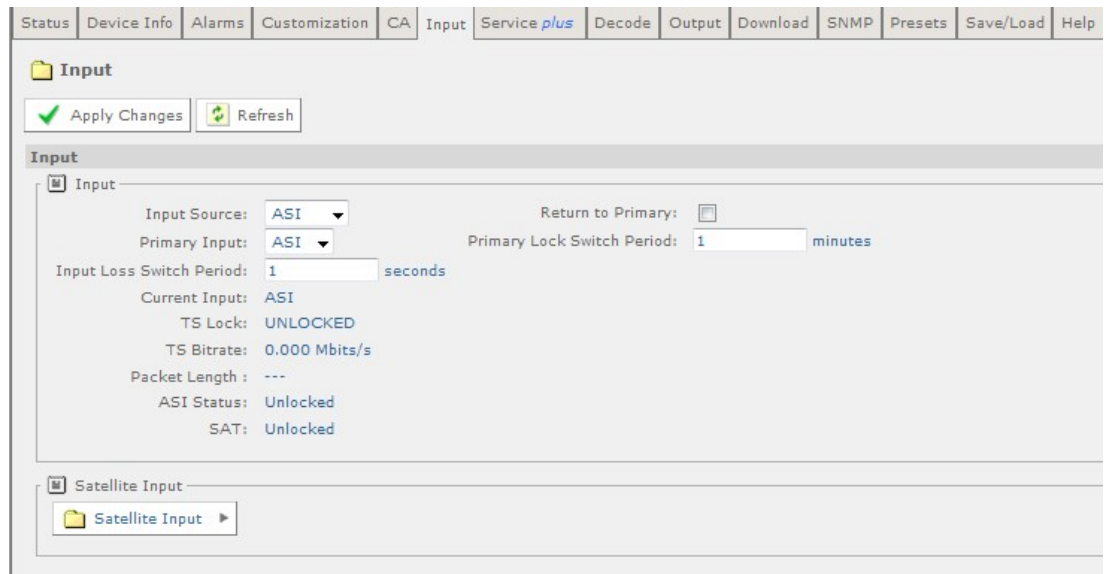 Status Device Info Alarms Customization CA Input Service plus Decode Output Download SNMP Presets Save/Load Help
Input
Apply Changes Refresh
Input
Input
Input Source: ASI Return to Primary:
Primary Input: ASI Primary Lock Switch Period: 1 minutes
Input Loss Switch Period: 1 seconds
Current Input: ASI
TS Lock: UNLOCKED
TS Bitrate: 0.000 Mbits/s
Packet Length : ---
ASI Status: Unlocked
SAT: Unlocked
Satellite Input
Satellite Input